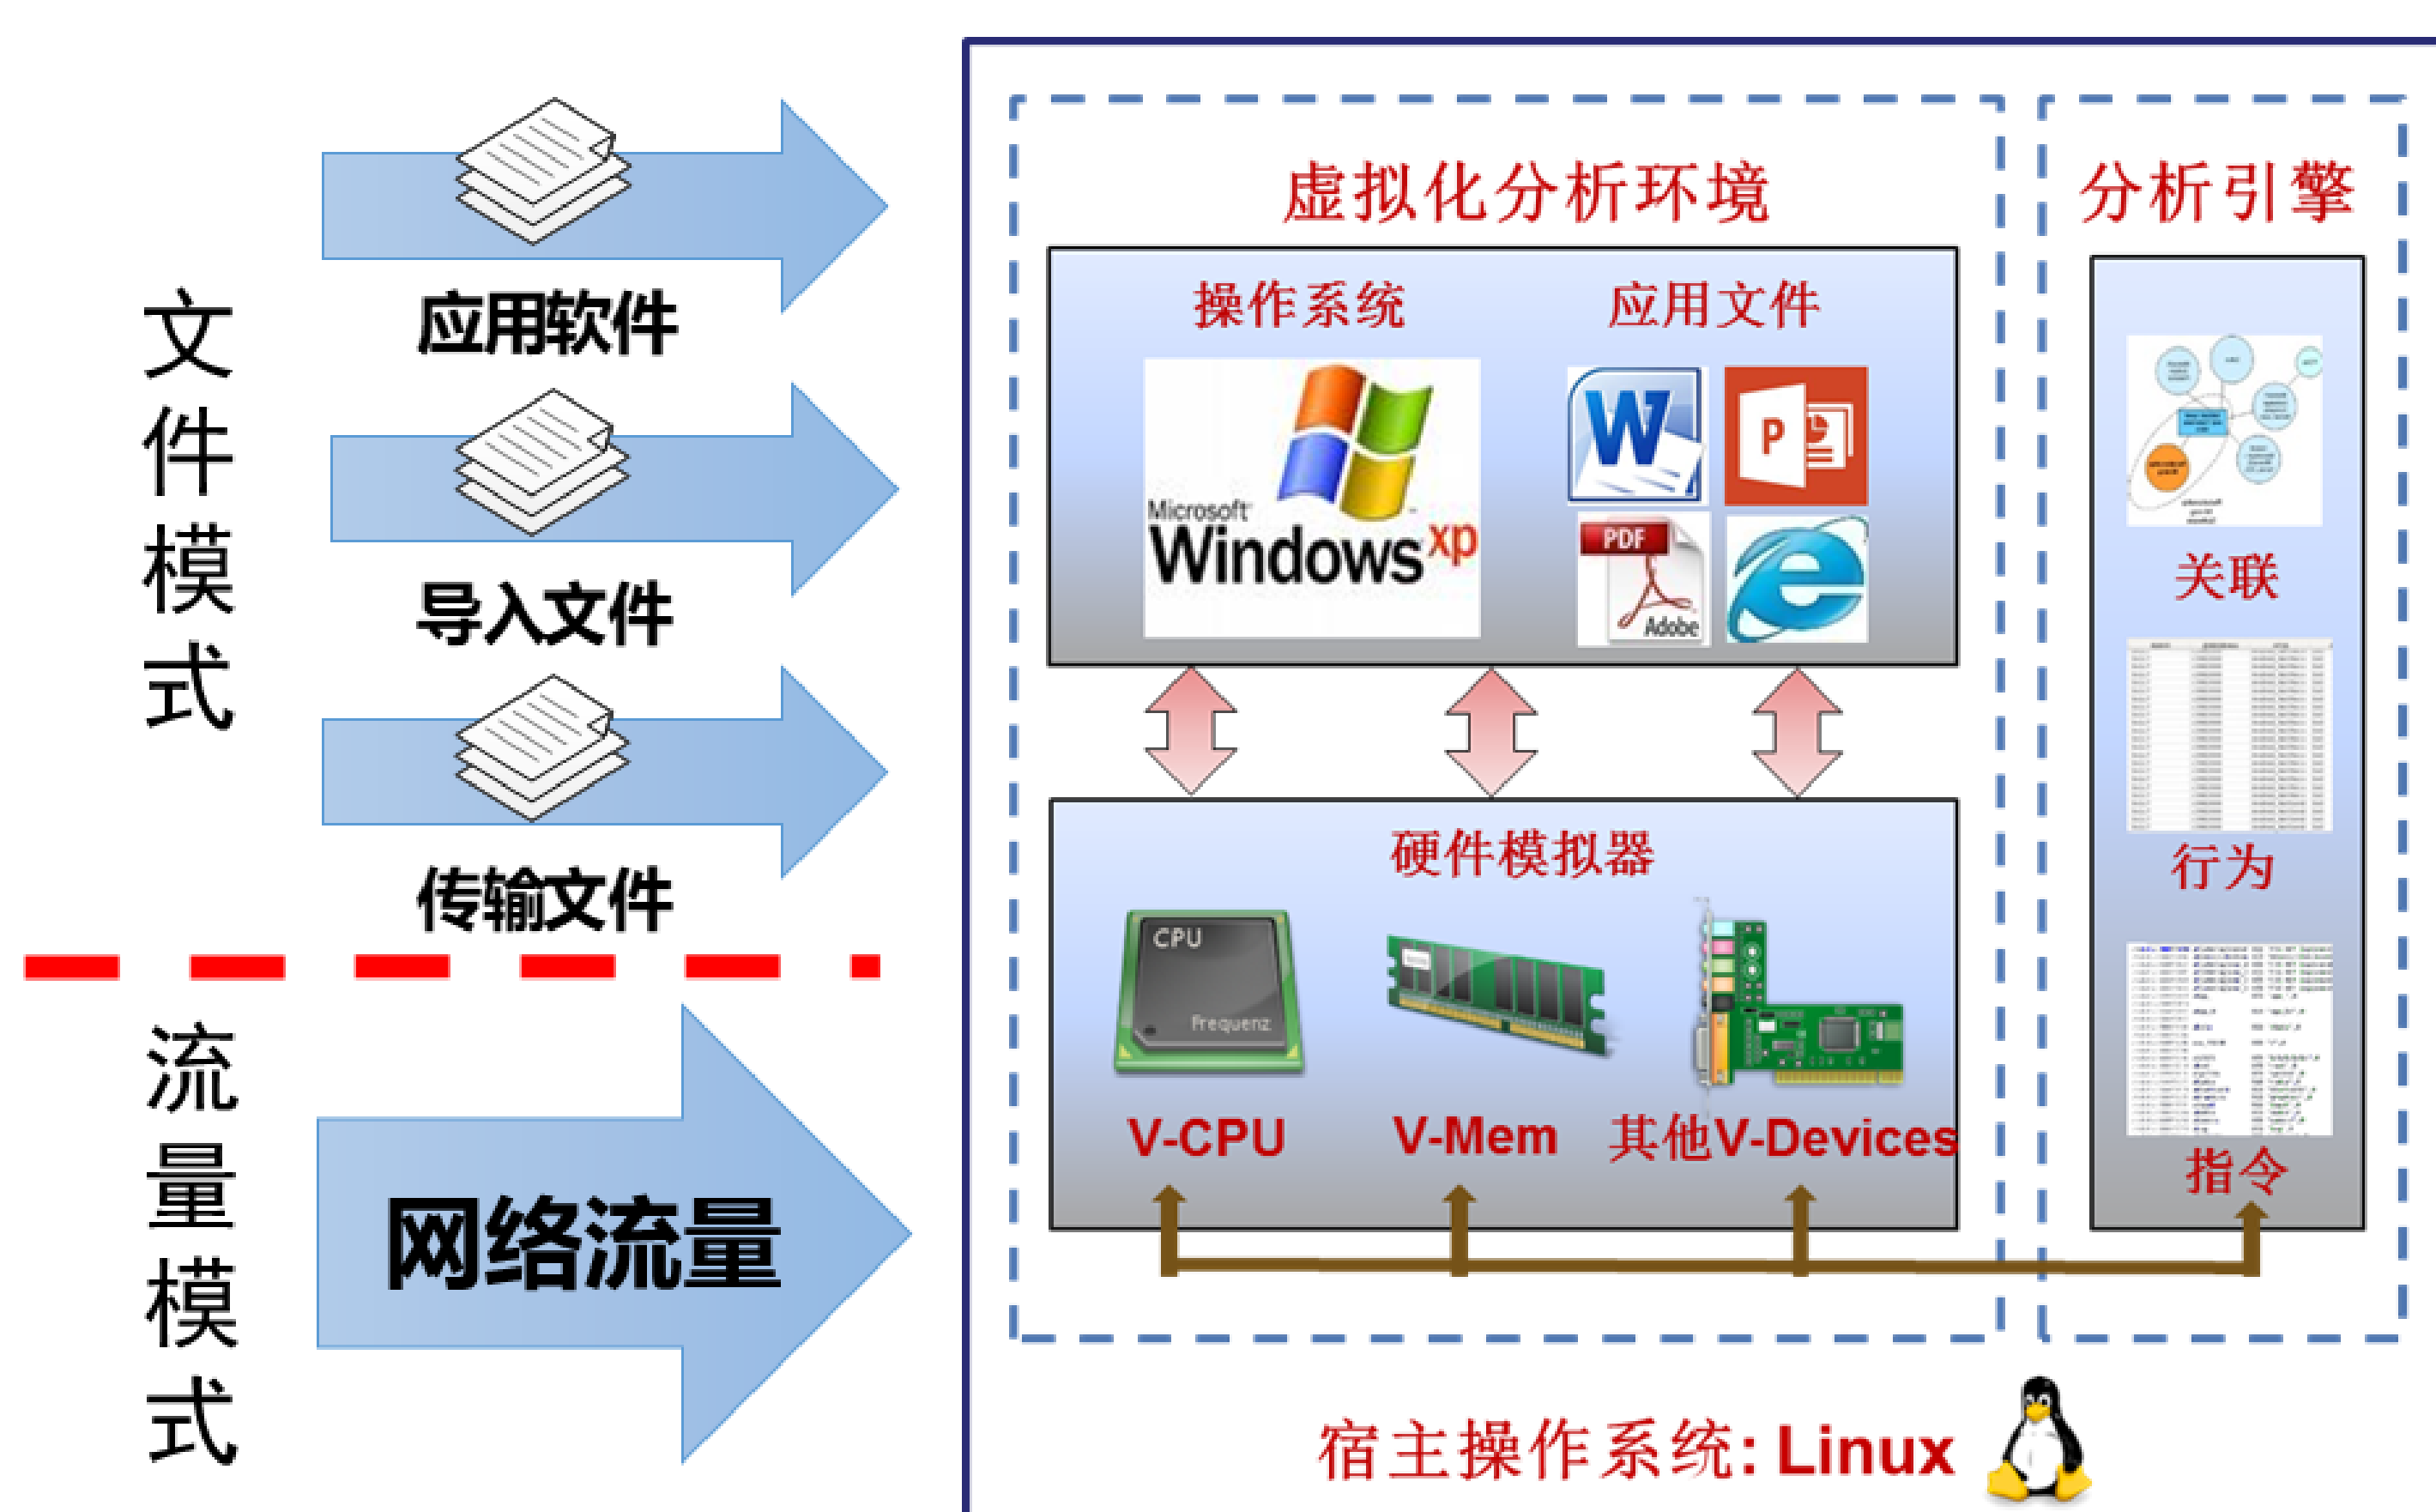 文件模式
应用软件
导入文件
传输文件
流量模式
网络流量
虚拟化分析环境
操作系统
应用文件
Microsoft
Windows xp
W
P
PDF
Adobe
硬件模拟器
CPU
Frequenz
V-CPU
V-Mem
其他V-Devices
分析引擎
关联
行为
指令
宿主操作系统: Linux